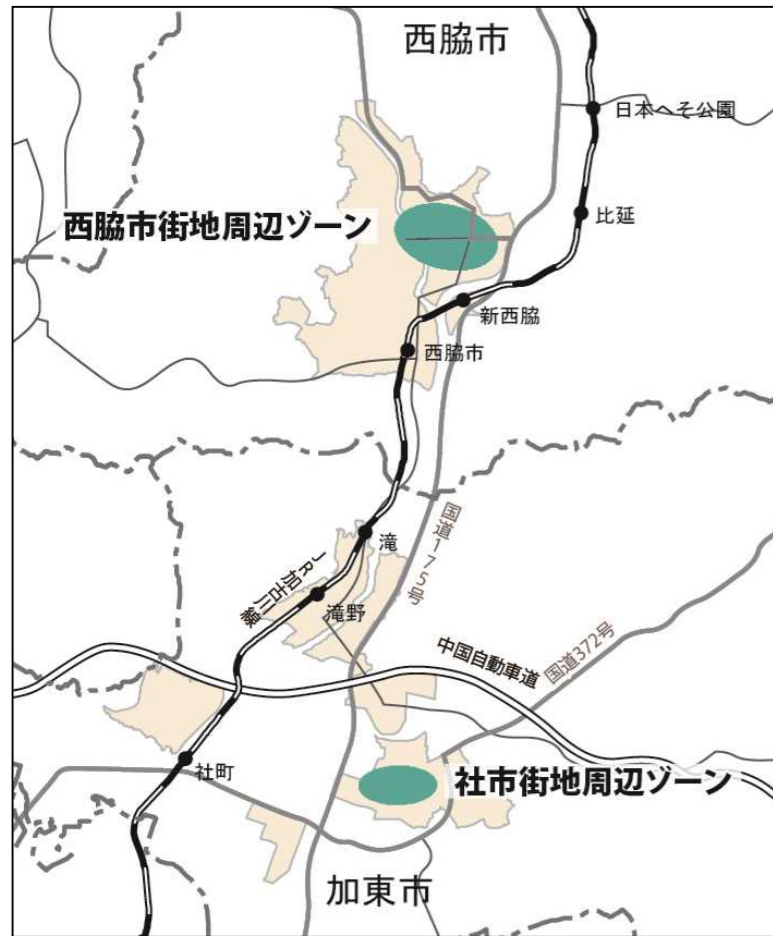 西脇市
日本へそ公園
西脇市街地周辺ゾーン
比延
新西脇
西脇市
国道175号
滝
JR加古川線
滝野
中国自動車道
国道372号
社町
社市街地周辺ゾーン
加東市